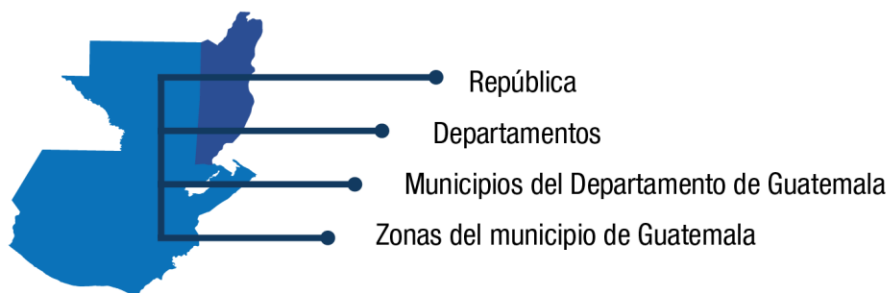 República
Departamentos
Municipios del Departamento de Guatemala
Zonas del municipio de Guatemala